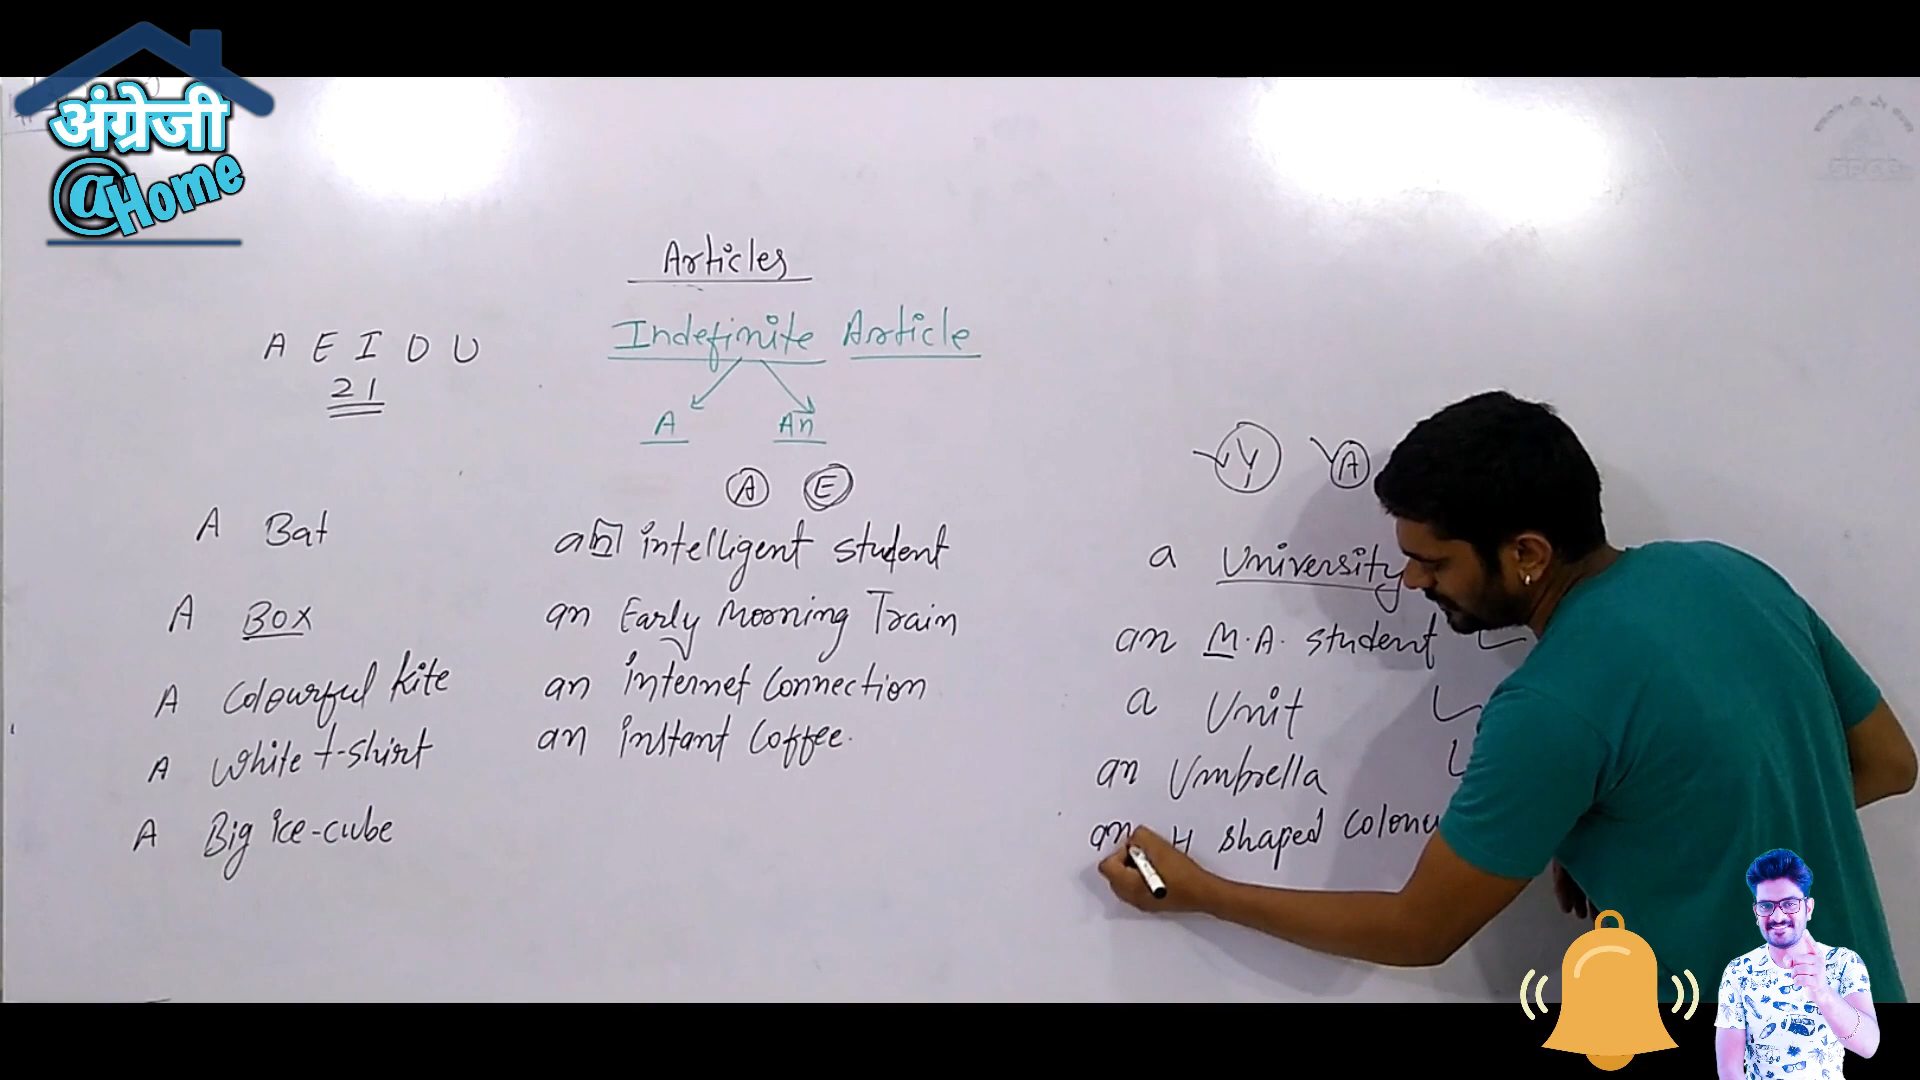 अंग्रेजी
@Home
Articles
Indefinite Article
A An
A E I O U
21
A E
A Bat
A Box
A Colourful kite
A White t-shirt
A Big ice-cube
an intelligent student
an Early Morning Train
an internet Connection
an instant Coffee.
Y A
a University
an M.A. student
a Unit
an Umbrella
an H shaped